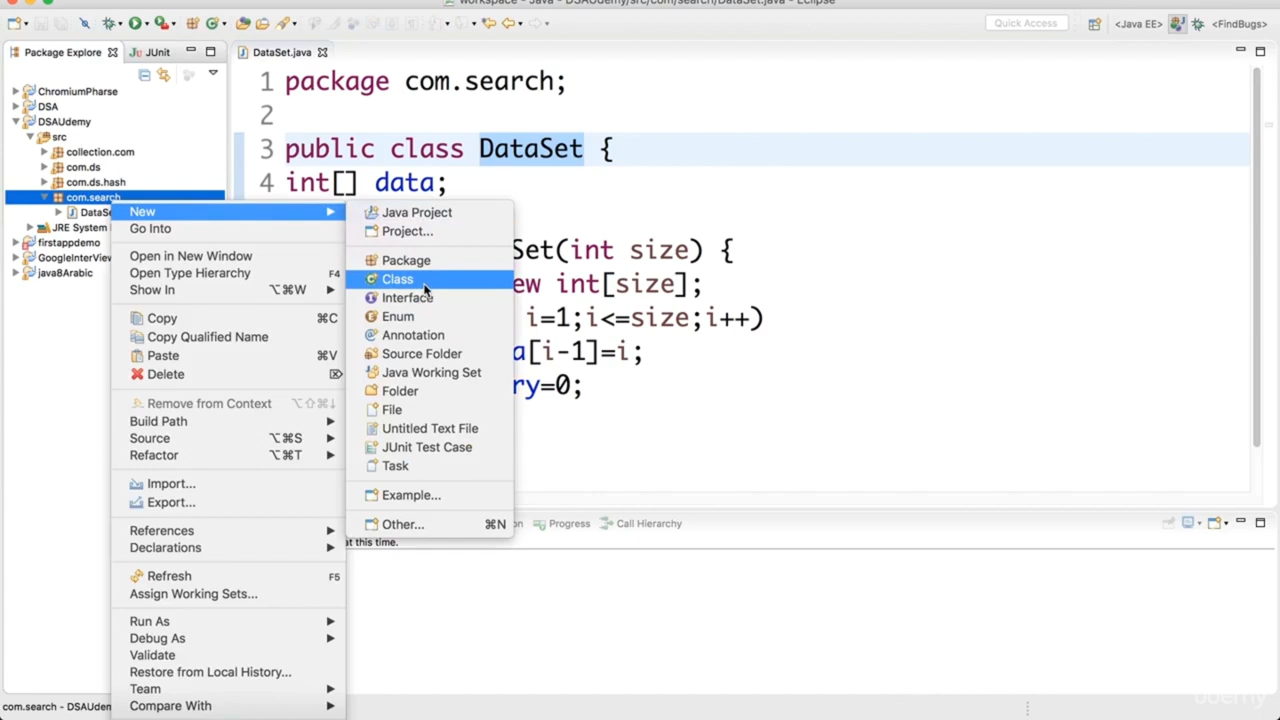 workspace - DSAUdemy/src/com/search/DataSet.java - Eclipse
Quick Access
<Java EE>
<FindBugs>
Package Explorer
JUnit
DataSet.java
ChromiumPharse
DSA
DSAUdemy
src
collection.com
com.ds
com.ds.hash
com.search
DataSe
JRE System
firstappdemo
GoogleInterView
java8Arabic
1 package com.search;
2
3 public class DataSet {
4 int[] data;
Set(int size) {
ew int[size];
i=1;i<=size;i++)
a[i-1]=i;
ry=0;
New
Go Into
Open in New Window
Open Type Hierarchy F4
Show In ⌥⌘W
Copy ⌘C
Copy Qualified Name
Paste ⌘V
Delete ⌦
Remove from Context ⌥⇧⌘↓
Build Path
Source ⌥⌘S
Refactor ⌥⌘T
Import...
Export...
References
Declarations
Refresh F5
Assign Working Sets...
Run As
Debug As
Validate
Restore from Local History...
Team
Compare With
Java Project
Project...
Package
Class
Interface
Enum
Annotation
Source Folder
Java Working Set
Folder
File
Untitled Text File
JUnit Test Case
Task
Example...
Other... ⌘N
on
Progress
Call Hierarchy
at this time.
com.search - DSAUdem
udemy